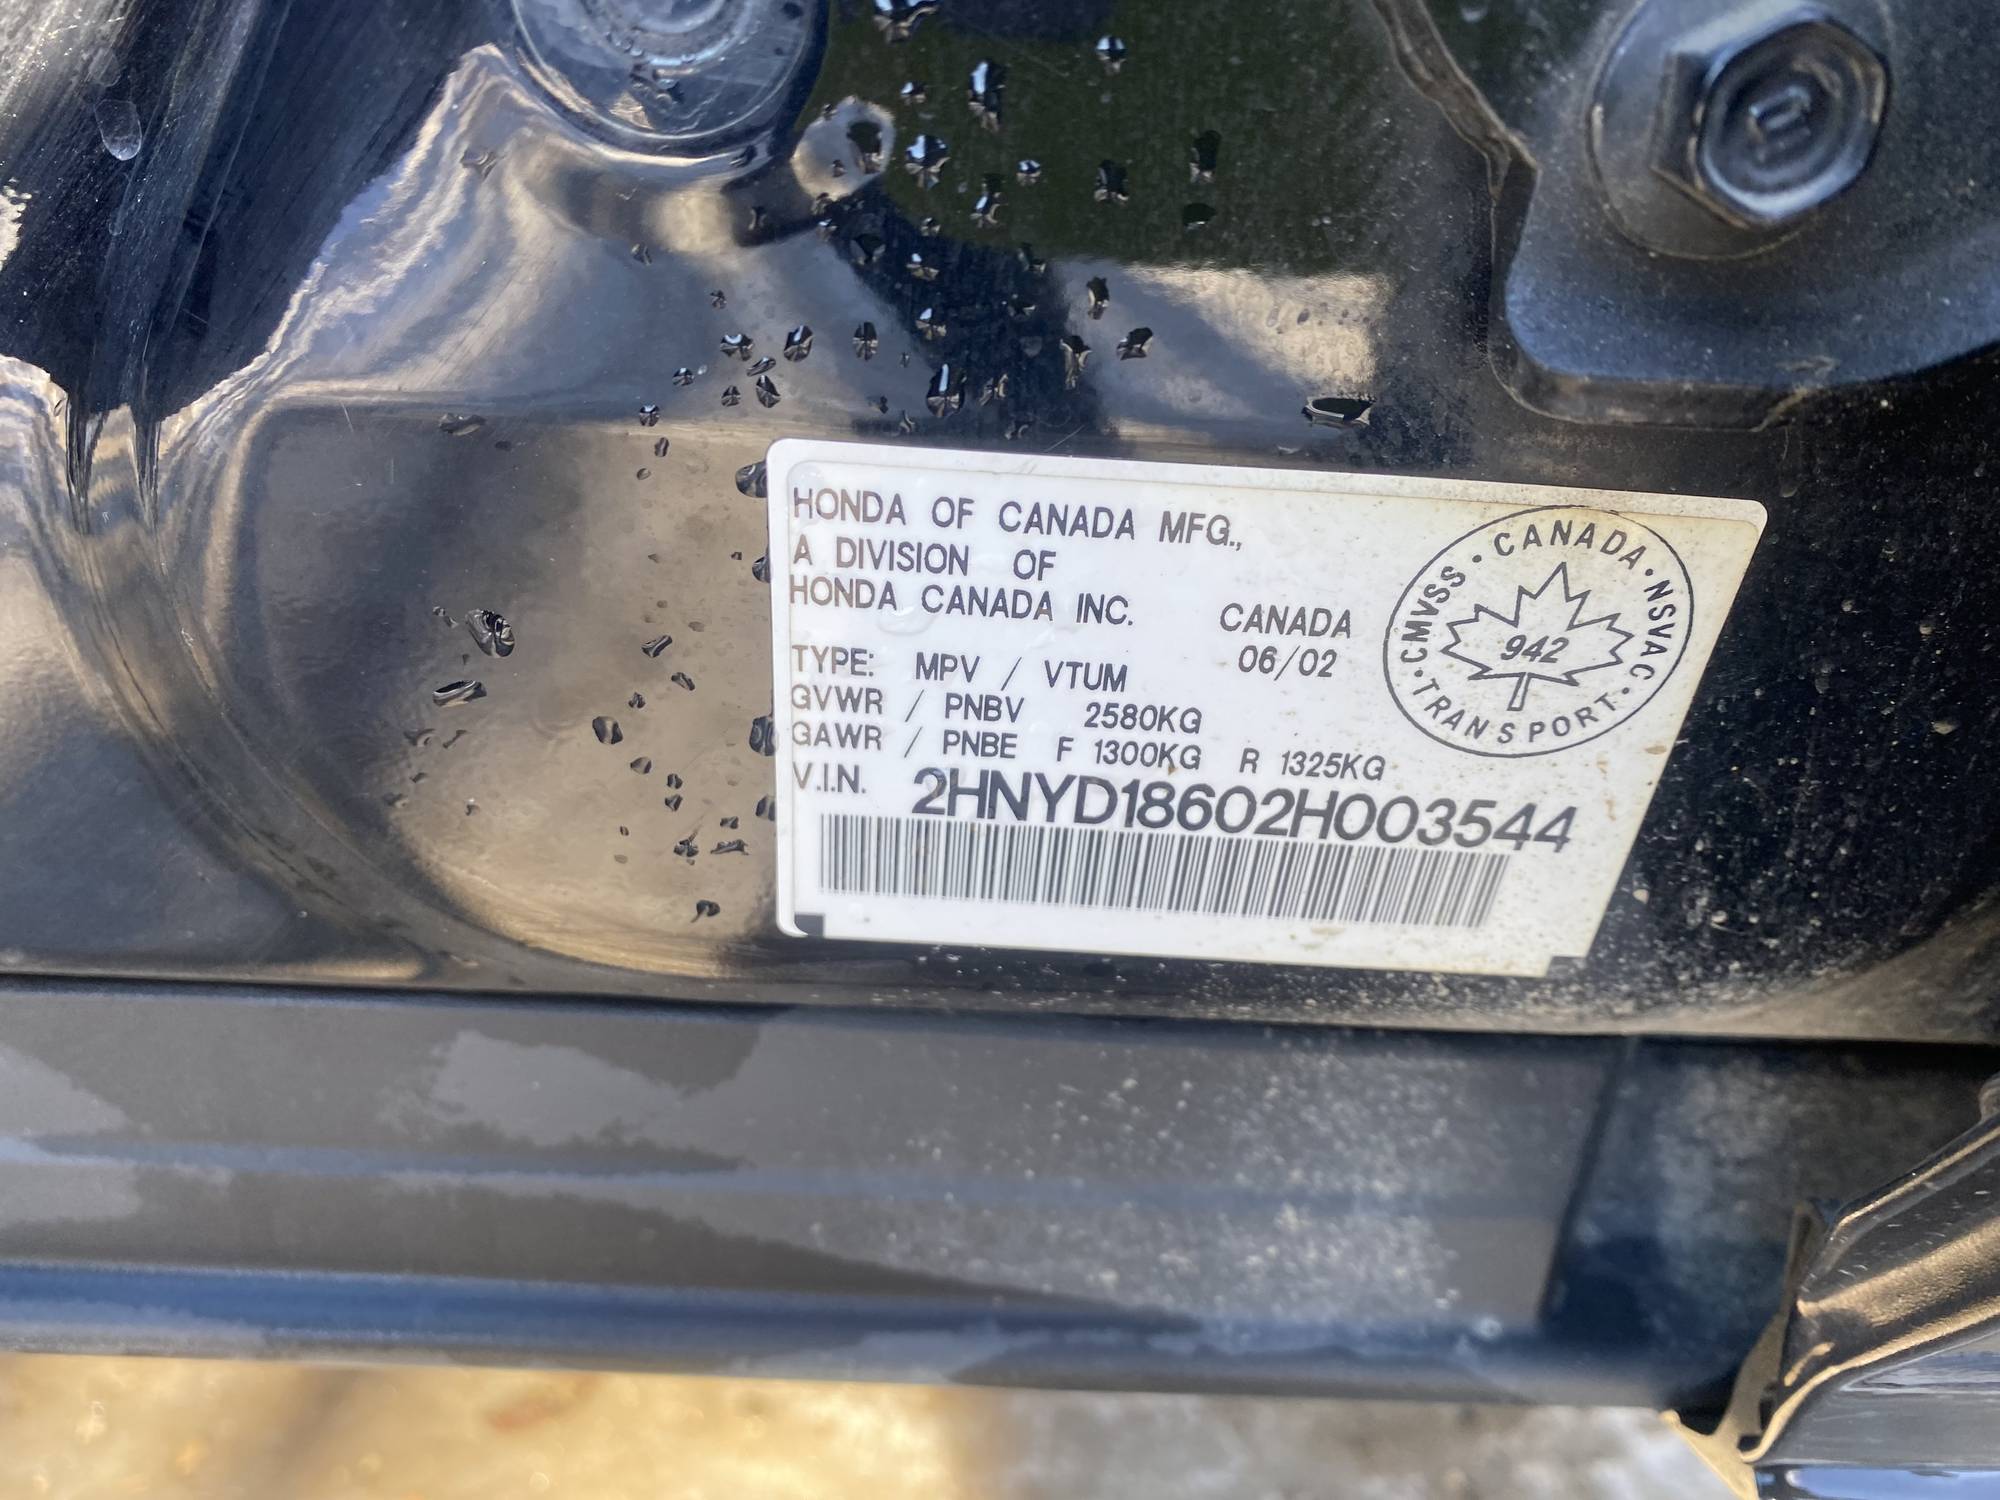 HONDA OF CANADA MFG.,
A DIVISION OF
HONDA CANADA INC.
CANADA
06/02
TYPE: MPV / VTUM
GVWR / PNBV 2580KG
GAWR / PNBE F 1300KG R 1325KG
V.I.N. 2HNYD18602H003544
CANADA · NSVAC · TRANSPORT · CMVSS ·
942